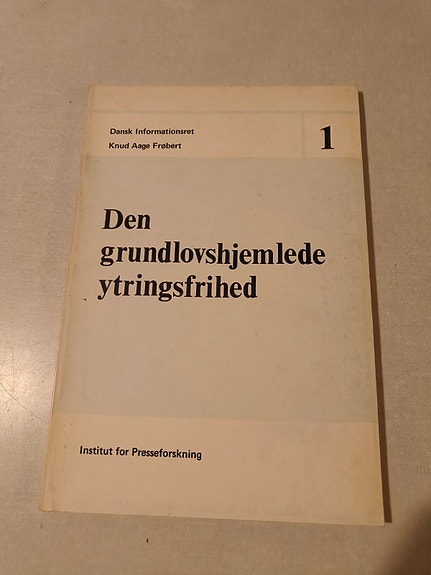 Dansk Informationsret
Knud Aage Frøbert
1
Den
grundlovshjemlede
ytringsfrihed
Institut for Presseforskning